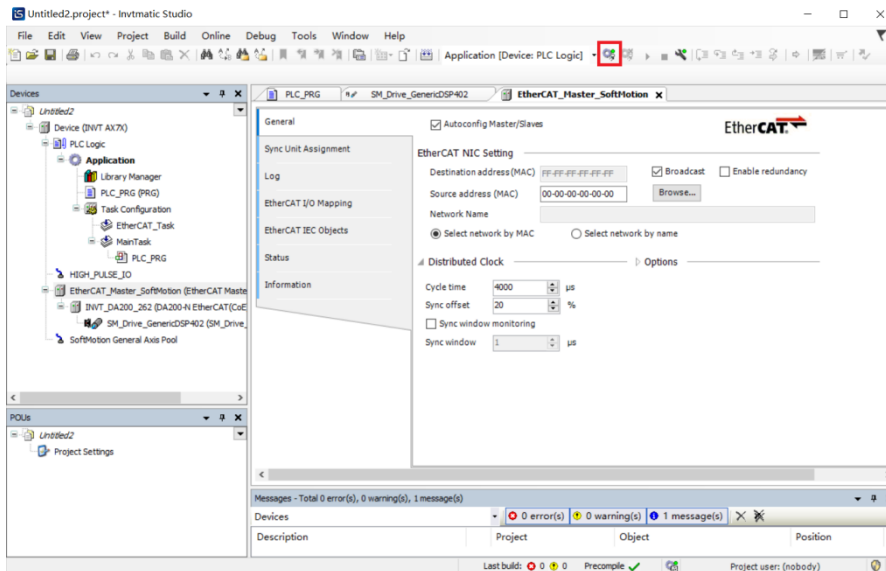 Untitled2.project* - Invtmatic Studio
File Edit View Project Build Online Debug Tools Window Help
Application [Device: PLC Logic]
Devices
Untitled2
Device (INVT AX7X)
PLC Logic
Application
Library Manager
PLC_PRG (PRG)
Task Configuration
EtherCAT_Task
MainTask
PLC_PRG
HIGH_PULSE_IO
EtherCAT_Master_SoftMotion (EtherCAT Maste
INVT_DA200_262 (DA200-N EtherCAT(CoE
SM_Drive_GenericDSP402 (SM_Drive_
SoftMotion General Axis Pool
POUs
Untitled2
Project Settings
PLC_PRG SM_Drive_GenericDSP402 EtherCAT_Master_SoftMotion
General
Sync Unit Assignment
Log
EtherCAT I/O Mapping
EtherCAT IEC Objects
Status
Information
Autoconfig Master/Slaves
EtherCAT
EtherCAT NIC Setting
Destination address(MAC) FF-FF-FF-FF-FF-FF Broadcast Enable redundancy
Source address (MAC) 00-00-00-00-00-00 Browse...
Network Name
Select network by MAC Select network by name
Distributed Clock Options
Cycle time 4000 µs
Sync offset 20 %
Sync window monitoring
Sync window 1 µs
Messages - Total 0 error(s), 0 warning(s), 1 message(s)
Devices 0 error(s) 0 warning(s) 1 message(s)
Description Project Object Position
Last build: 0 0 Precompile Project user: (nobody)